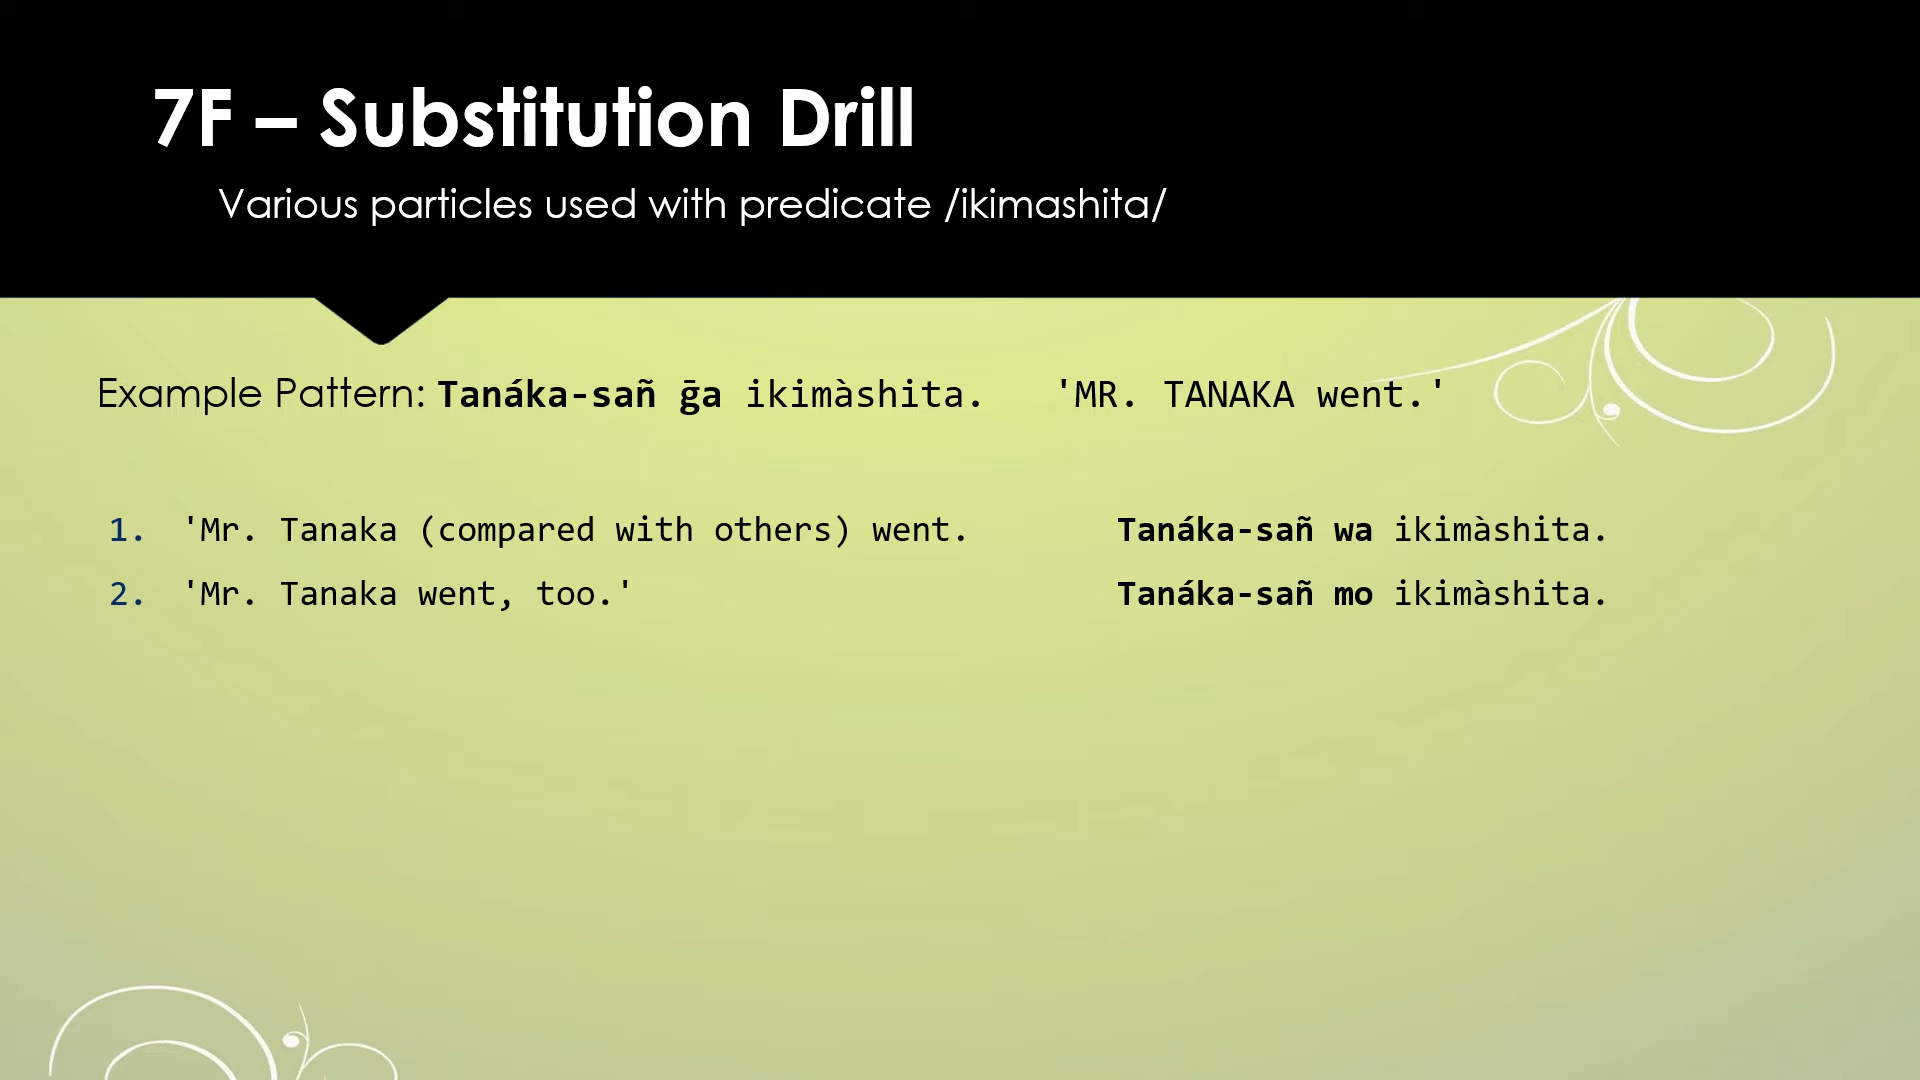 7F – Substitution Drill
Various particles used with predicate /ikimashita/
Example Pattern: Tanáka-sañ ḡa ikimàshita. 'MR. TANAKA went.'
1. 'Mr. Tanaka (compared with others) went. Tanáka-sañ wa ikimàshita.
2. 'Mr. Tanaka went, too.' Tanáka-sañ mo ikimàshita.